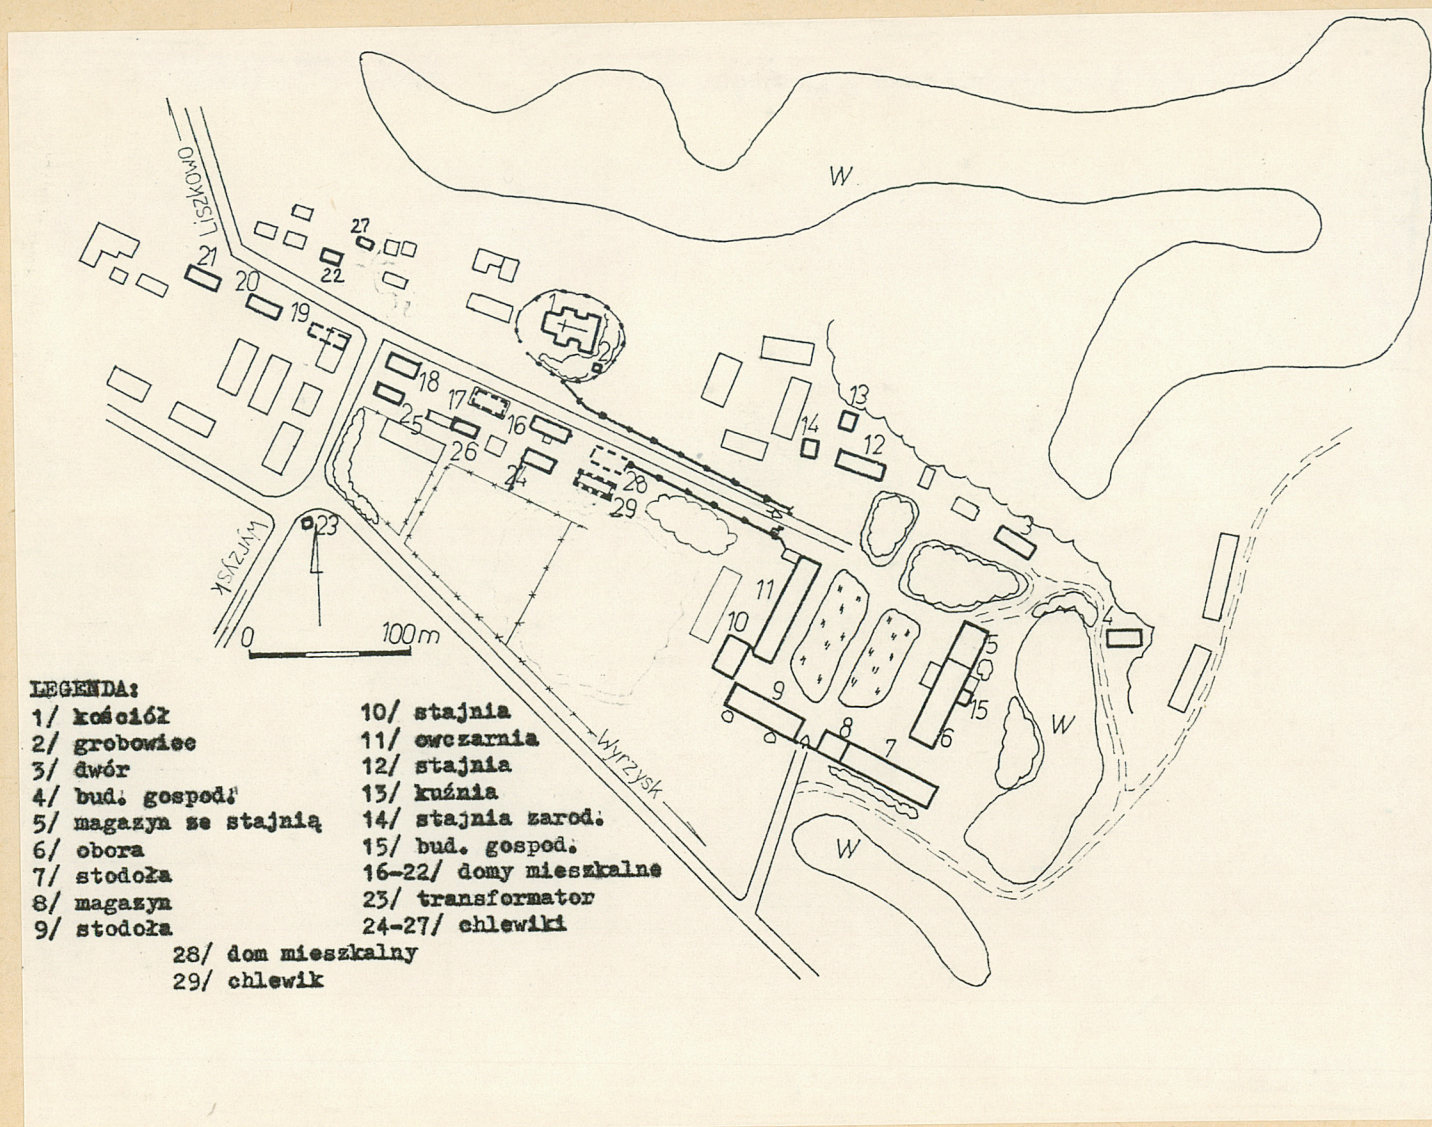 W
Liszkowo
27
21
22
20
19
1
2
18
17
16
25
26
24
28
29
13
14
12
3
23
Wyrzysk
0 100m
11
10
4
5
9
15
W
8
7
6
Wyrzysk
W
LEGENDA:
1/ kościół
2/ grobowiec
3/ dwór
4/ bud. gospod.
5/ magazyn ze stajnią
6/ obora
7/ stodoła
8/ magazyn
9/ stodoła
10/ stajnia
11/ owczarnia
12/ stajnia
13/ kuźnia
14/ stajnia zarod.
15/ bud. gospod.
16-22/ domy mieszkalne
23/ transformator
24-27/ chlewiki
28/ dom mieszkalny
29/ chlewik